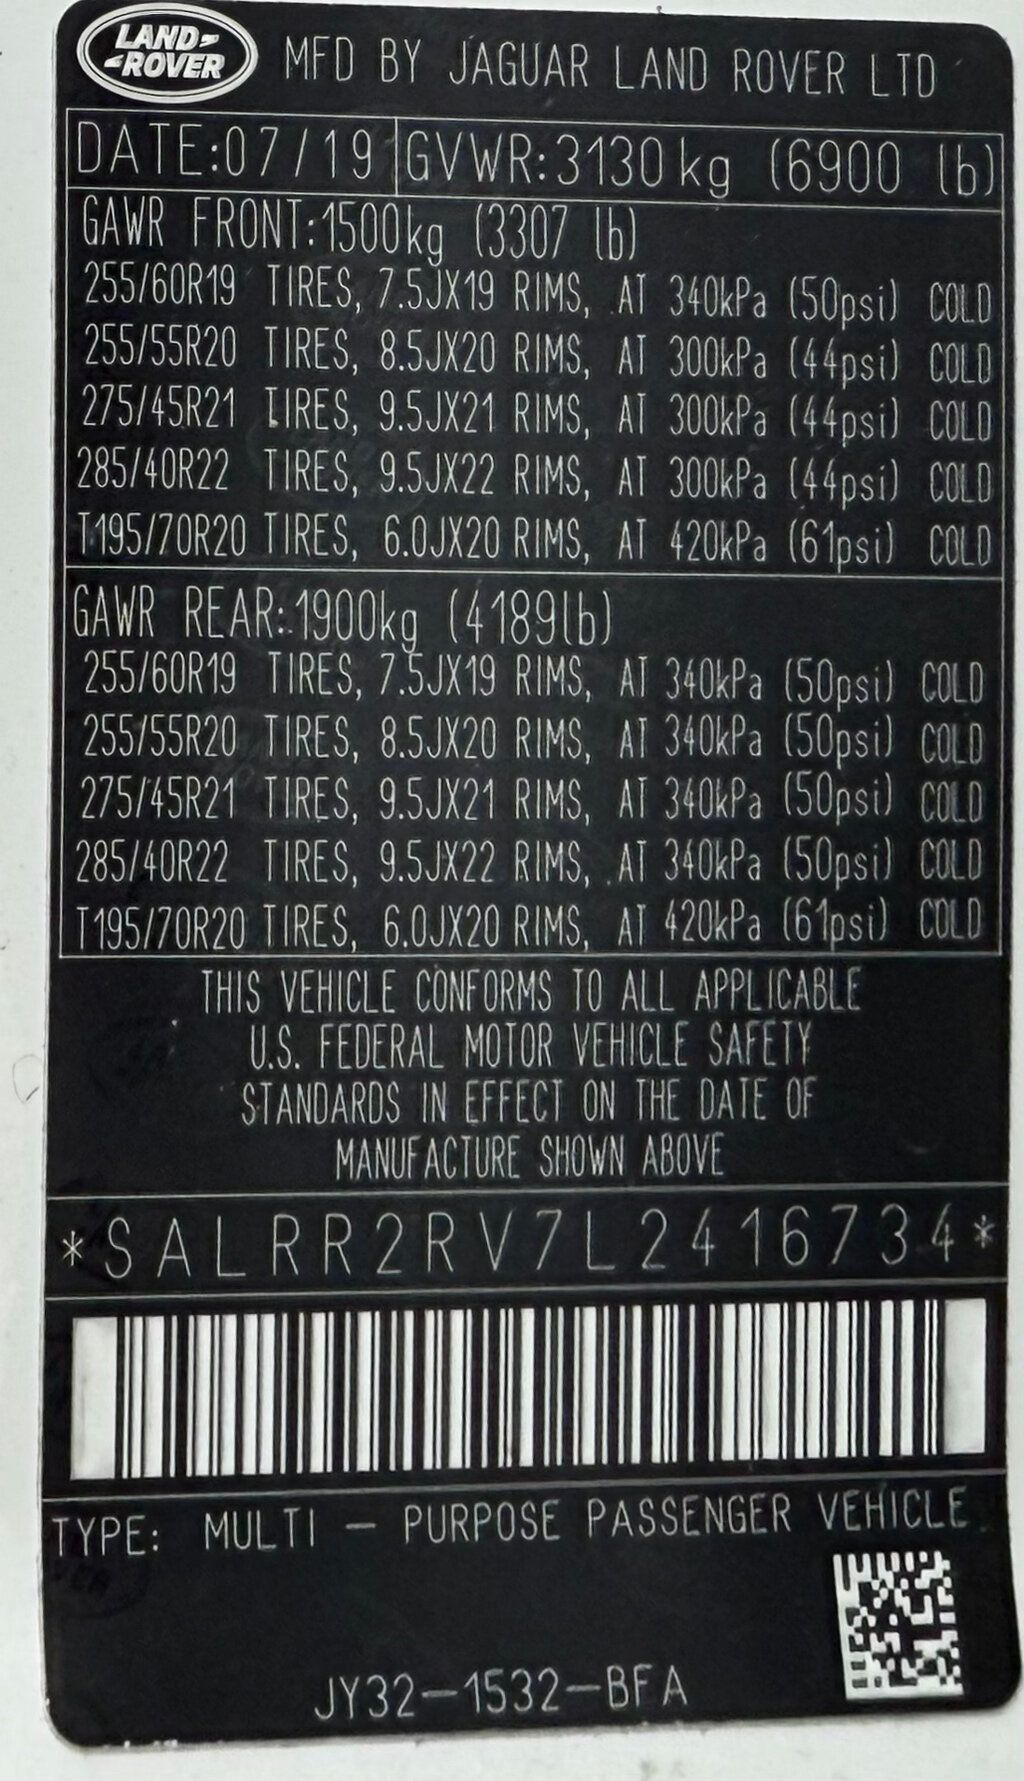 LAND-
-ROVER
MFD BY JAGUAR LAND ROVER LTD
DATE:07/19 GVWR:3130 kg (6900 lb)
GAWR FRONT:1500kg (3307 lb)
255/60R19 TIRES, 7.5JX19 RIMS, AT 340kPa (50psi) COLD
255/55R20 TIRES, 8.5JX20 RIMS, AT 300kPa (44psi) COLD
275/45R21 TIRES, 9.5JX21 RIMS, AT 300kPa (44psi) COLD
285/40R22 TIRES, 9.5JX22 RIMS, AT 300kPa (44psi) COLD
T195/70R20 TIRES, 6.0JX20 RIMS, AT 420kPa (61psi) COLD
GAWR REAR:1900kg (4189lb)
255/60R19 TIRES, 7.5JX19 RIMS, AT 340kPa (50psi) COLD
255/55R20 TIRES, 8.5JX20 RIMS, AT 340kPa (50psi) COLD
275/45R21 TIRES, 9.5JX21 RIMS, AT 340kPa (50psi) COLD
285/40R22 TIRES, 9.5JX22 RIMS, AT 340kPa (50psi) COLD
T195/70R20 TIRES, 6.0JX20 RIMS, AT 420kPa (61psi) COLD
THIS VEHICLE CONFORMS TO ALL APPLICABLE
U.S. FEDERAL MOTOR VEHICLE SAFETY
STANDARDS IN EFFECT ON THE DATE OF
MANUFACTURE SHOWN ABOVE
*SALRR2RV7L2416734*
TYPE: MULTI - PURPOSE PASSENGER VEHICLE
JY32-1532-BFA